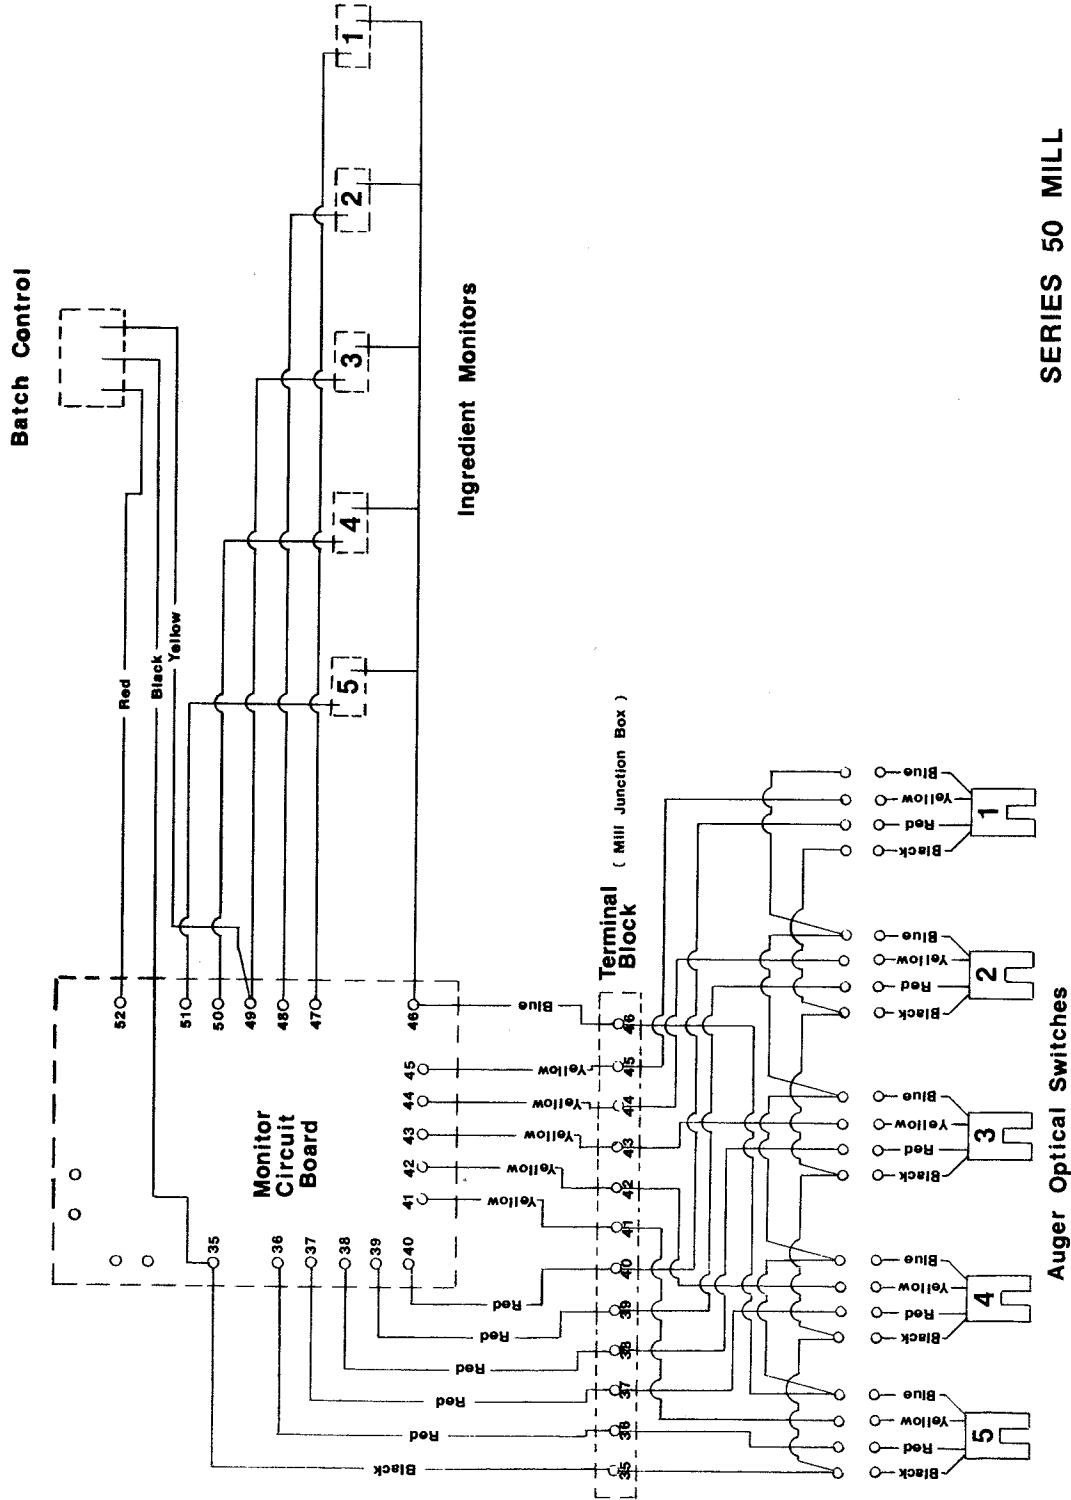 Batch Control
Red
Black
Yellow
1
2
3
4
5
Ingredient Monitors
SERIES 50 MILL
Monitor
Circuit
Board
52
51
50
49
48
47
46
45
44
43
42
41
35
36
37
38
39
40
Blue
Yellow
Yellow
Yellow
Yellow
Yellow
Red
Red
Red
Red
Red
Black
Terminal
Block
( Mill Junction Box )
46
45
44
43
42
41
40
39
38
37
36
35
Blue
Yellow
Red
Black
1
Blue
Yellow
Red
Black
2
Blue
Yellow
Red
Black
3
Blue
Yellow
Red
Black
4
Blue
Yellow
Red
Black
5
Auger Optical Switches